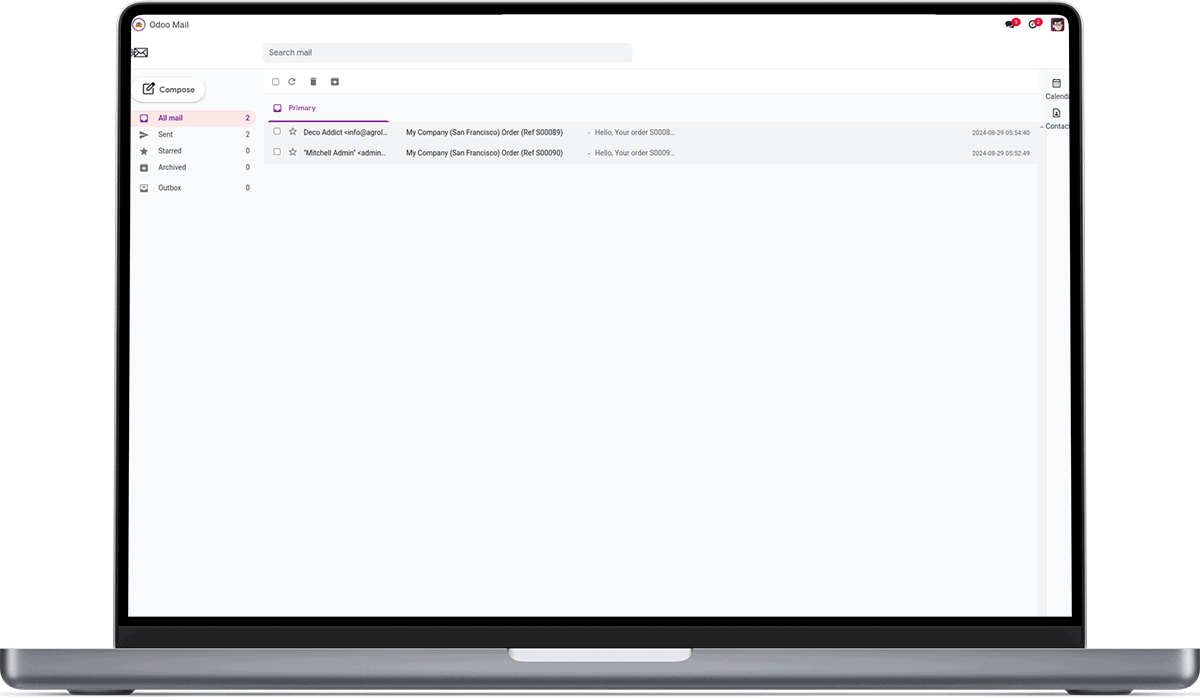 Odoo Mail
1
2
Search mail
Compose
All mail 2
Sent 2
Starred 0
Archived 0
Outbox 0
Primary
Deco Addict <info@agrol... My Company (San Francisco) Order (Ref S00089) - Hello, Your order S0008... 2024-08-29 05:54:40
"Mitchell Admin" <admin... My Company (San Francisco) Order (Ref S00090) - Hello, Your order S0009... 2024-08-29 05:52:49
Calenda
Contact